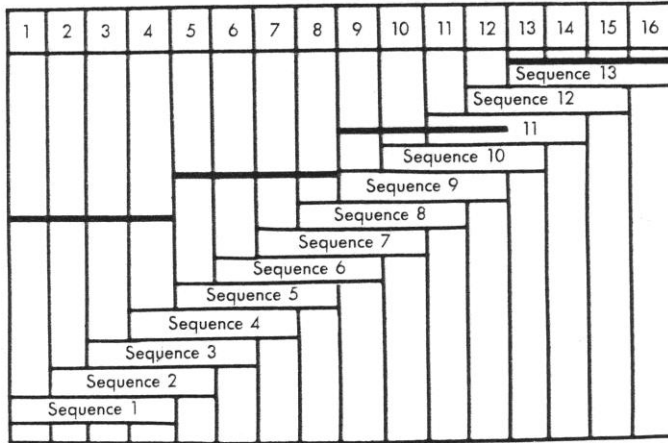 1 2 3 4 5 6 7 8 9 10 11 12 13 14 15 16
Sequence 13
Sequence 12
11
Sequence 10
Sequence 9
Sequence 8
Sequence 7
Sequence 6
Sequence 5
Sequence 4
Sequence 3
Sequence 2
Sequence 1